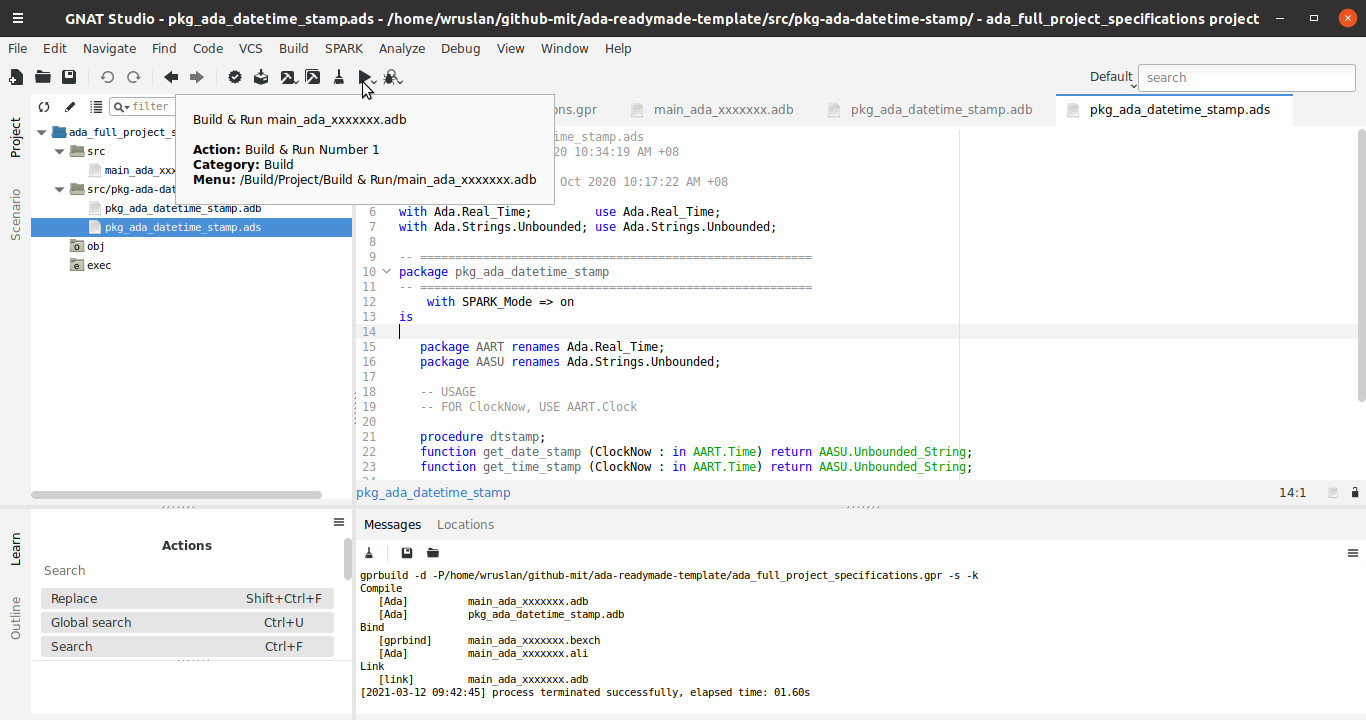 GNAT Studio - pkg_ada_datetime_stamp.ads - /home/wruslan/github-mit/ada-readymade-template/src/pkg-ada-datetime-stamp/ - ada_full_project_specifications project
File Edit Navigate Find Code VCS Build SPARK Analyze Debug View Window Help
Default search
Project
Scenario
filter
ada_full_project_s
src
main_ada_xxx
src/pkg-ada-dat
pkg_ada_datetime_stamp.adb
pkg_ada_datetime_stamp.ads
obj
exec
Build & Run main_ada_xxxxxxx.adb
Action: Build & Run Number 1
Category: Build
Menu: /Build/Project/Build & Run/main_ada_xxxxxxx.adb
ons.gpr main_ada_xxxxxxx.adb pkg_ada_datetime_stamp.adb pkg_ada_datetime_stamp.ads
ime_stamp.ads
20 10:34:19 AM +08
Oct 2020 10:17:22 AM +08
6 with Ada.Real_Time; use Ada.Real_Time;
7 with Ada.Strings.Unbounded; use Ada.Strings.Unbounded;
8
9 -- ========================================================
10 package pkg_ada_datetime_stamp
11 -- ========================================================
12 with SPARK_Mode => on
13 is
14
15 package AART renames Ada.Real_Time;
16 package AASU renames Ada.Strings.Unbounded;
17
18 -- USAGE
19 -- FOR ClockNow, USE AART.Clock
20
21 procedure dtstamp;
22 function get_date_stamp (ClockNow : in AART.Time) return AASU.Unbounded_String;
23 function get_time_stamp (ClockNow : in AART.Time) return AASU.Unbounded_String;
pkg_ada_datetime_stamp 14:1
Learn
Outline
Actions
Search
Replace Shift+Ctrl+F
Global search Ctrl+U
Search Ctrl+F
Messages Locations
gprbuild -d -P/home/wruslan/github-mit/ada-readymade-template/ada_full_project_specifications.gpr -s -k
Compile
[Ada] main_ada_xxxxxxx.adb
[Ada] pkg_ada_datetime_stamp.adb
Bind
[gprbind] main_ada_xxxxxxx.bexch
[Ada] main_ada_xxxxxxx.ali
Link
[link] main_ada_xxxxxxx.adb
[2021-03-12 09:42:45] process terminated successfully, elapsed time: 01.60s